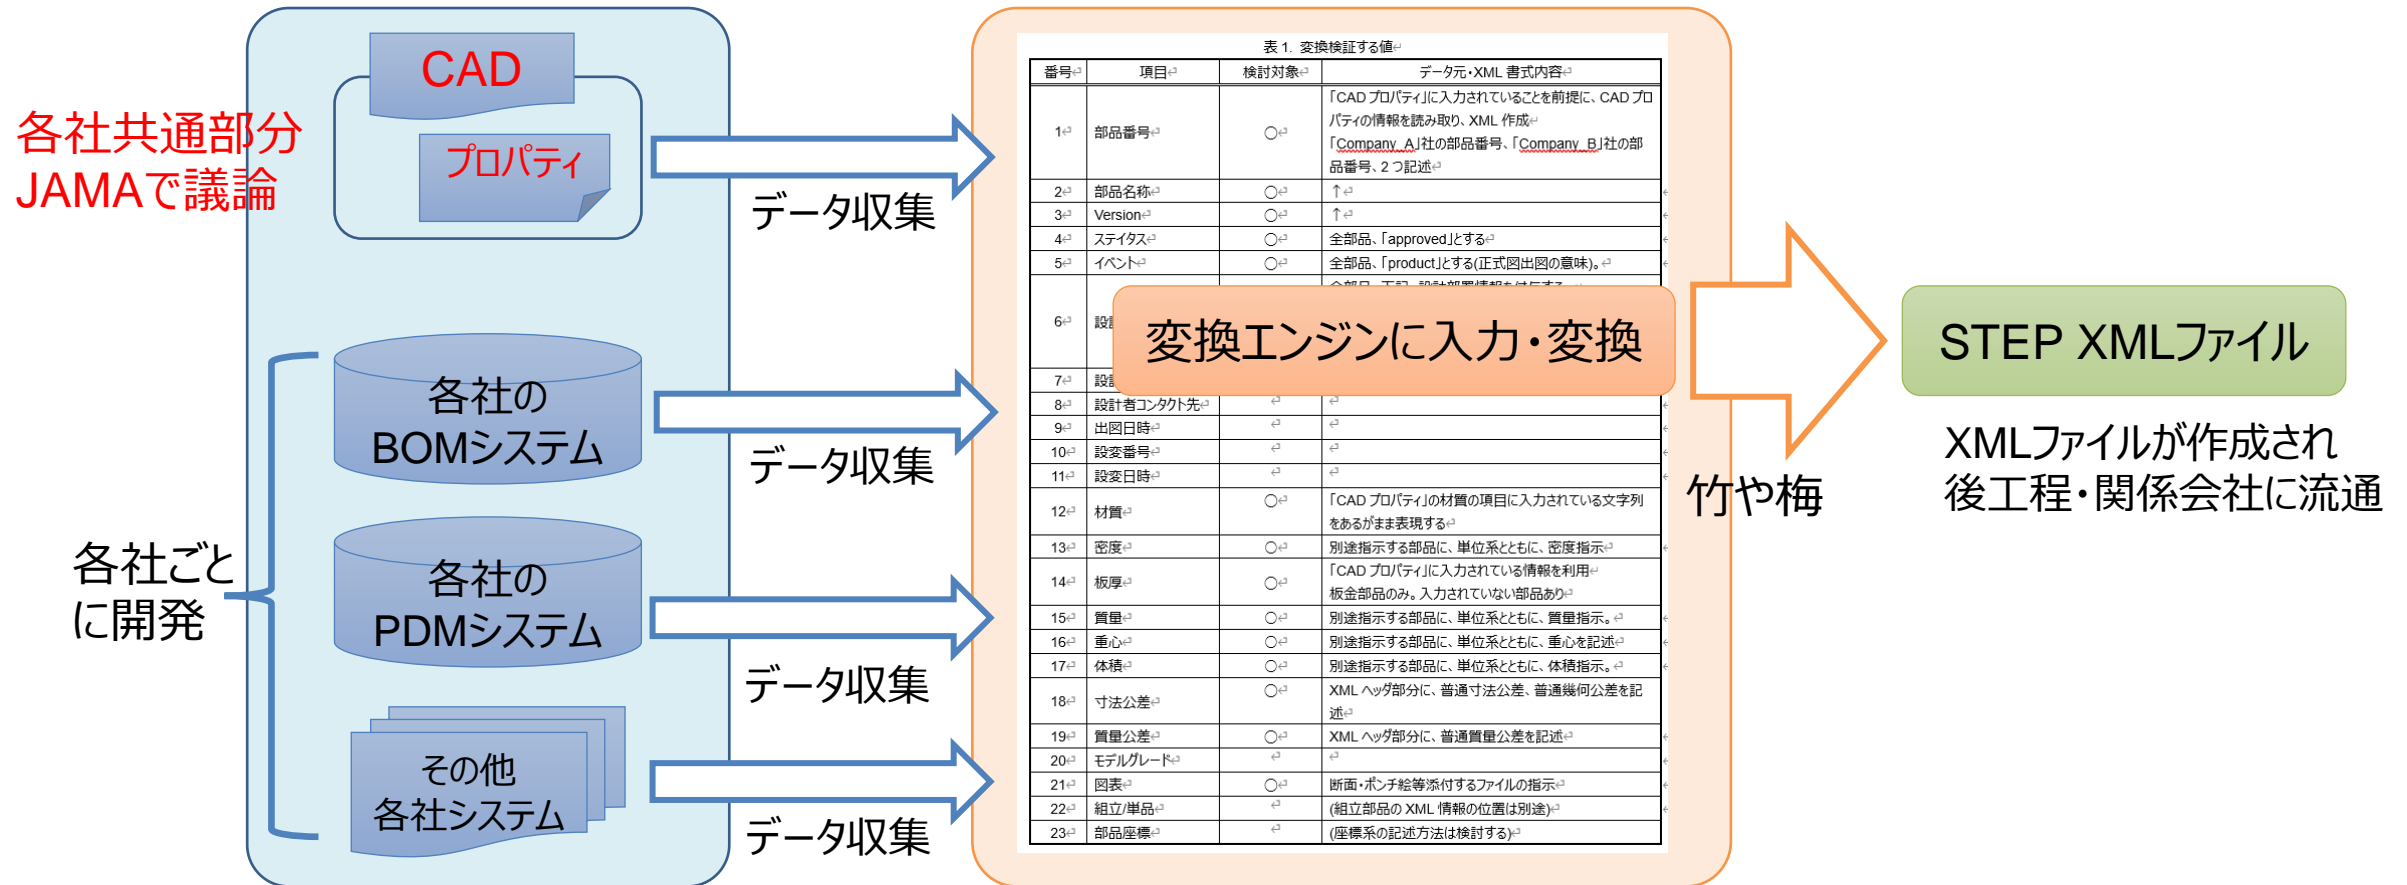 各社共通部分
JAMAで議論
CAD
プロパティ
データ収集
各社ごと
に開発
各社の
BOMシステム
データ収集
各社の
PDMシステム
データ収集
その他
各社システム
データ収集
表 1. 変換検証する値
番号 項目 検討対象 データ元・XML 書式内容
1 部品番号 〇 「CAD プロパティ」に入力されていることを前提に、CAD プロ
パティの情報を読み取り、XML 作成
「Company_A」社の部品番号、「Company_B」社の部
品番号、2 つ記述
2 部品名称 〇 ↑
3 Version 〇 ↑
4 ステイタス 〇 全部品、「approved」とする
5 イベント 〇 全部品、「product」とする(正式図出図の意味)。
6 設
変換エンジンに入力・変換
7 設
8 設計者コンタクト先
9 出図日時
10 設変番号
11 設変日時
12 材質 〇 「CAD プロパティ」の材質の項目に入力されている文字列
をあるがまま表現する
13 密度 〇 別途指示する部品に、単位系とともに、密度指示
14 板厚 〇 「CAD プロパティ」に入力されている情報を利用
板金部品のみ。入力されていない部品あり
15 質量 〇 別途指示する部品に、単位系とともに、質量指示。
16 重心 〇 別途指示する部品に、単位系とともに、重心を記述
17 体積 〇 別途指示する部品に、単位系とともに、体積指示。
18 寸法公差 〇 XML ヘッダ部分に、普通寸法公差、普通幾何公差を記
述
19 質量公差 〇 XML ヘッダ部分に、普通質量公差を記述
20 モデルグレード
21 図表 〇 断面・ポンチ絵等添付するファイルの指示
22 組立/単品 (組立部品の XML 情報の位置は別途)
23 部品座標 (座標系の記述方法は検討する)
竹や梅
STEP XMLファイル
XMLファイルが作成され
後工程・関係会社に流通